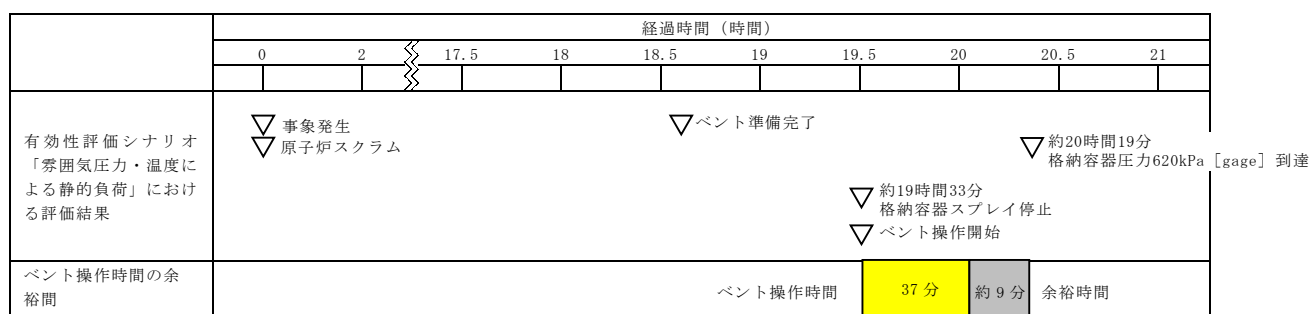 経過時間（時間）
0 2 17.5 18 18.5 19 19.5 20 20.5 21
有効性評価シナリオ
「雰囲気圧力・温度に
よる静的負荷」におけ
る評価結果
事象発生
原子炉スクラム
ベント準備完了
約20時間19分
格納容器圧力620kPa［gage］到達
約19時間33分
格納容器スプレイ停止
ベント操作開始
ベント操作時間の余
裕間
ベント操作時間
37 分
約 9 分
余裕時間